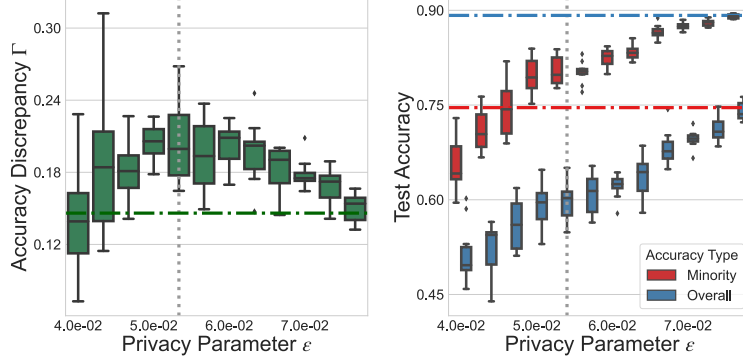 0.30
0.24
0.18
0.12
Accuracy Discrepancy Γ
4.0e-02 5.0e-02 6.0e-02 7.0e-02
Privacy Parameter ε
0.90
0.75
0.60
0.45
Test Accuracy
Accuracy Type
Minority
Overall
4.0e-02 5.0e-02 6.0e-02 7.0e-02
Privacy Parameter ε